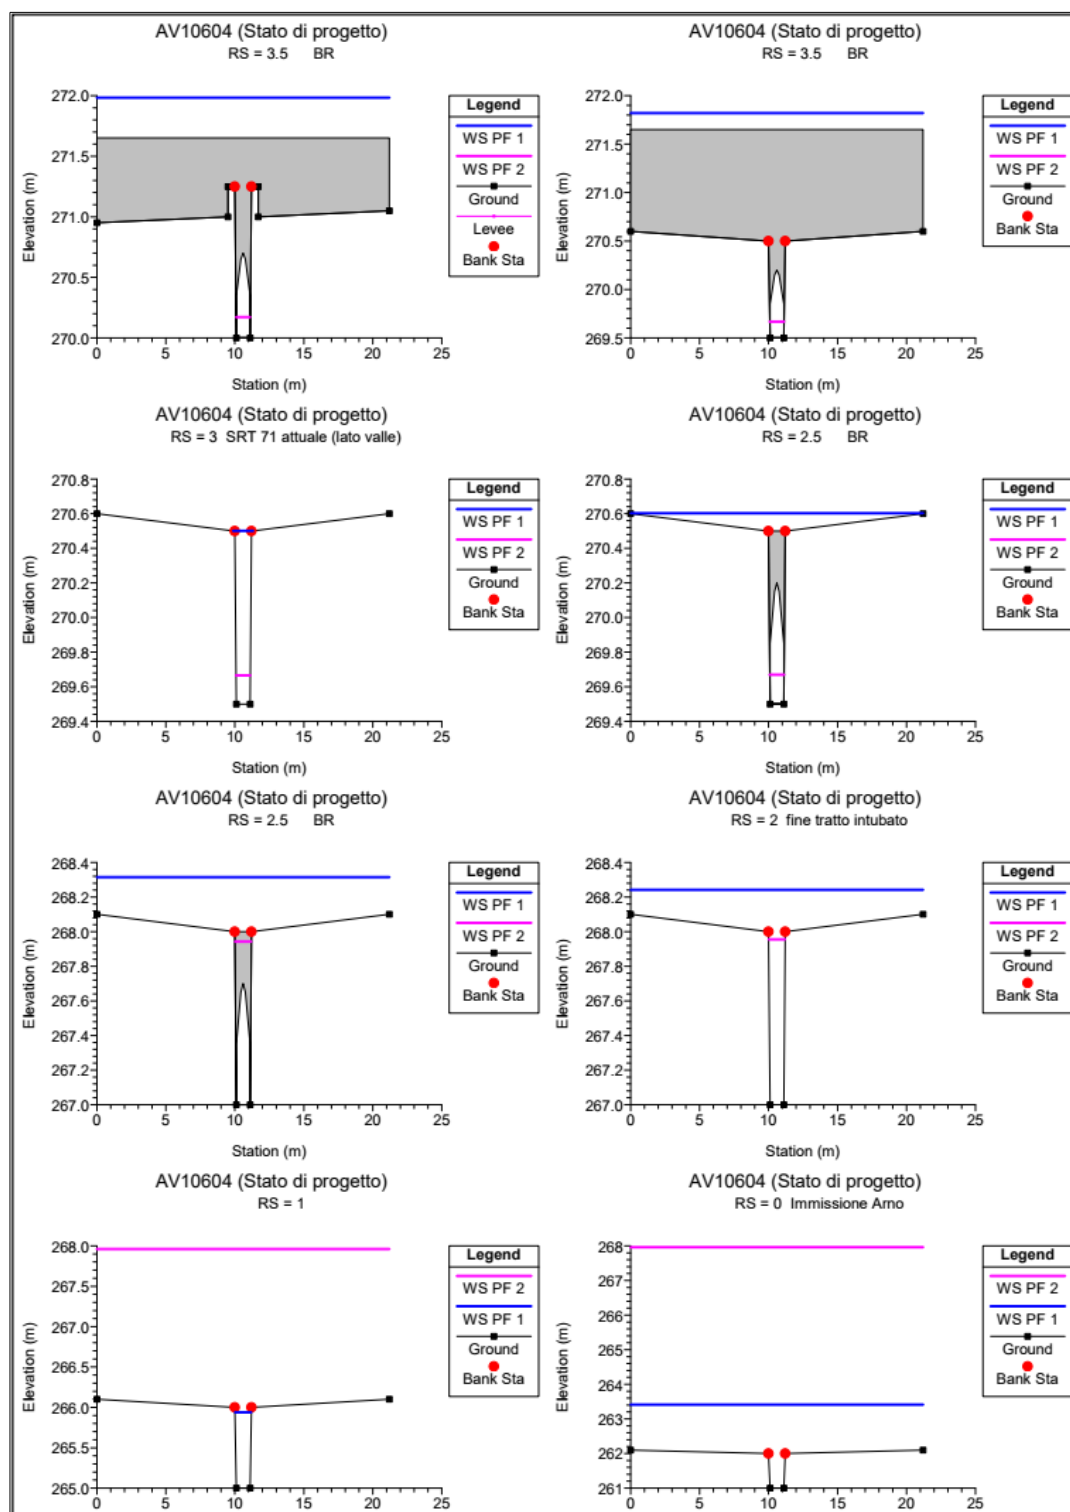 AV10604 (Stato di progetto)
RS = 3.5 BR
Elevation (m)
272.0
271.5
271.0
270.5
270.0
0
5
10
15
20
25
Station (m)
Legend
WS PF 1
WS PF 2
Ground
Levee
Bank Sta
AV10604 (Stato di progetto)
RS = 3.5 BR
Elevation (m)
272.0
271.5
271.0
270.5
270.0
269.5
0
5
10
15
20
25
Station (m)
Legend
WS PF 1
WS PF 2
Ground
Bank Sta
AV10604 (Stato di progetto)
RS = 3 SRT 71 attuale (lato valle)
Elevation (m)
270.8
270.6
270.4
270.2
270.0
269.8
269.6
269.4
0
5
10
15
20
25
Station (m)
Legend
WS PF 1
WS PF 2
Ground
Bank Sta
AV10604 (Stato di progetto)
RS = 2.5 BR
Elevation (m)
270.8
270.6
270.4
270.2
270.0
269.8
269.6
269.4
0
5
10
15
20
25
Station (m)
Legend
WS PF 1
WS PF 2
Ground
Bank Sta
AV10604 (Stato di progetto)
RS = 2.5 BR
Elevation (m)
268.4
268.2
268.0
267.8
267.6
267.4
267.2
267.0
0
5
10
15
20
25
Station (m)
Legend
WS PF 1
WS PF 2
Ground
Bank Sta
AV10604 (Stato di progetto)
RS = 2 fine tratto intubato
Elevation (m)
268.4
268.2
268.0
267.8
267.6
267.4
267.2
267.0
0
5
10
15
20
25
Station (m)
Legend
WS PF 1
WS PF 2
Ground
Bank Sta
AV10604 (Stato di progetto)
RS = 1
Elevation (m)
268.0
267.5
267.0
266.5
266.0
265.5
265.0
0
5
10
15
20
25
Legend
WS PF 2
WS PF 1
Ground
Bank Sta
AV10604 (Stato di progetto)
RS = 0 Immissione Arno
Elevation (m)
268
267
266
265
264
263
262
261
0
5
10
15
20
25
Legend
WS PF 2
WS PF 1
Ground
Bank Sta